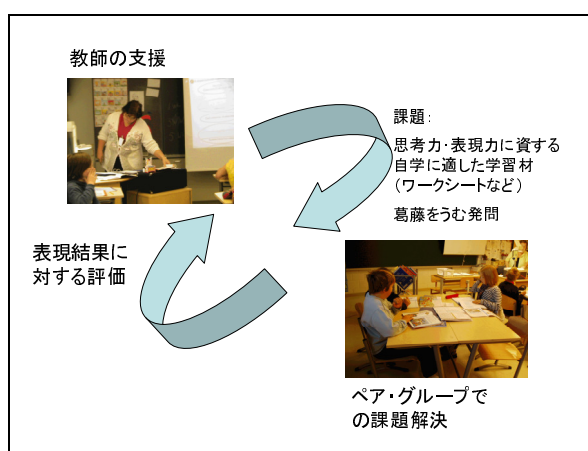 教師の支援
課題:
思考力・表現力に資する
自学に適した学習材
(ワークシートなど)
葛藤をうむ発問
表現結果に
対する評価
ペア・グループで
の課題解決